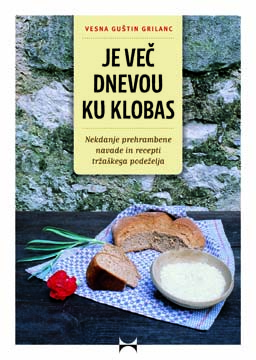 VESNA GUŠTIN GRILANC
JE VEČ
DNEVOU
KU KLOBAS
Nekdanje prehrambene
navade in recepti
tržaškega podeželja